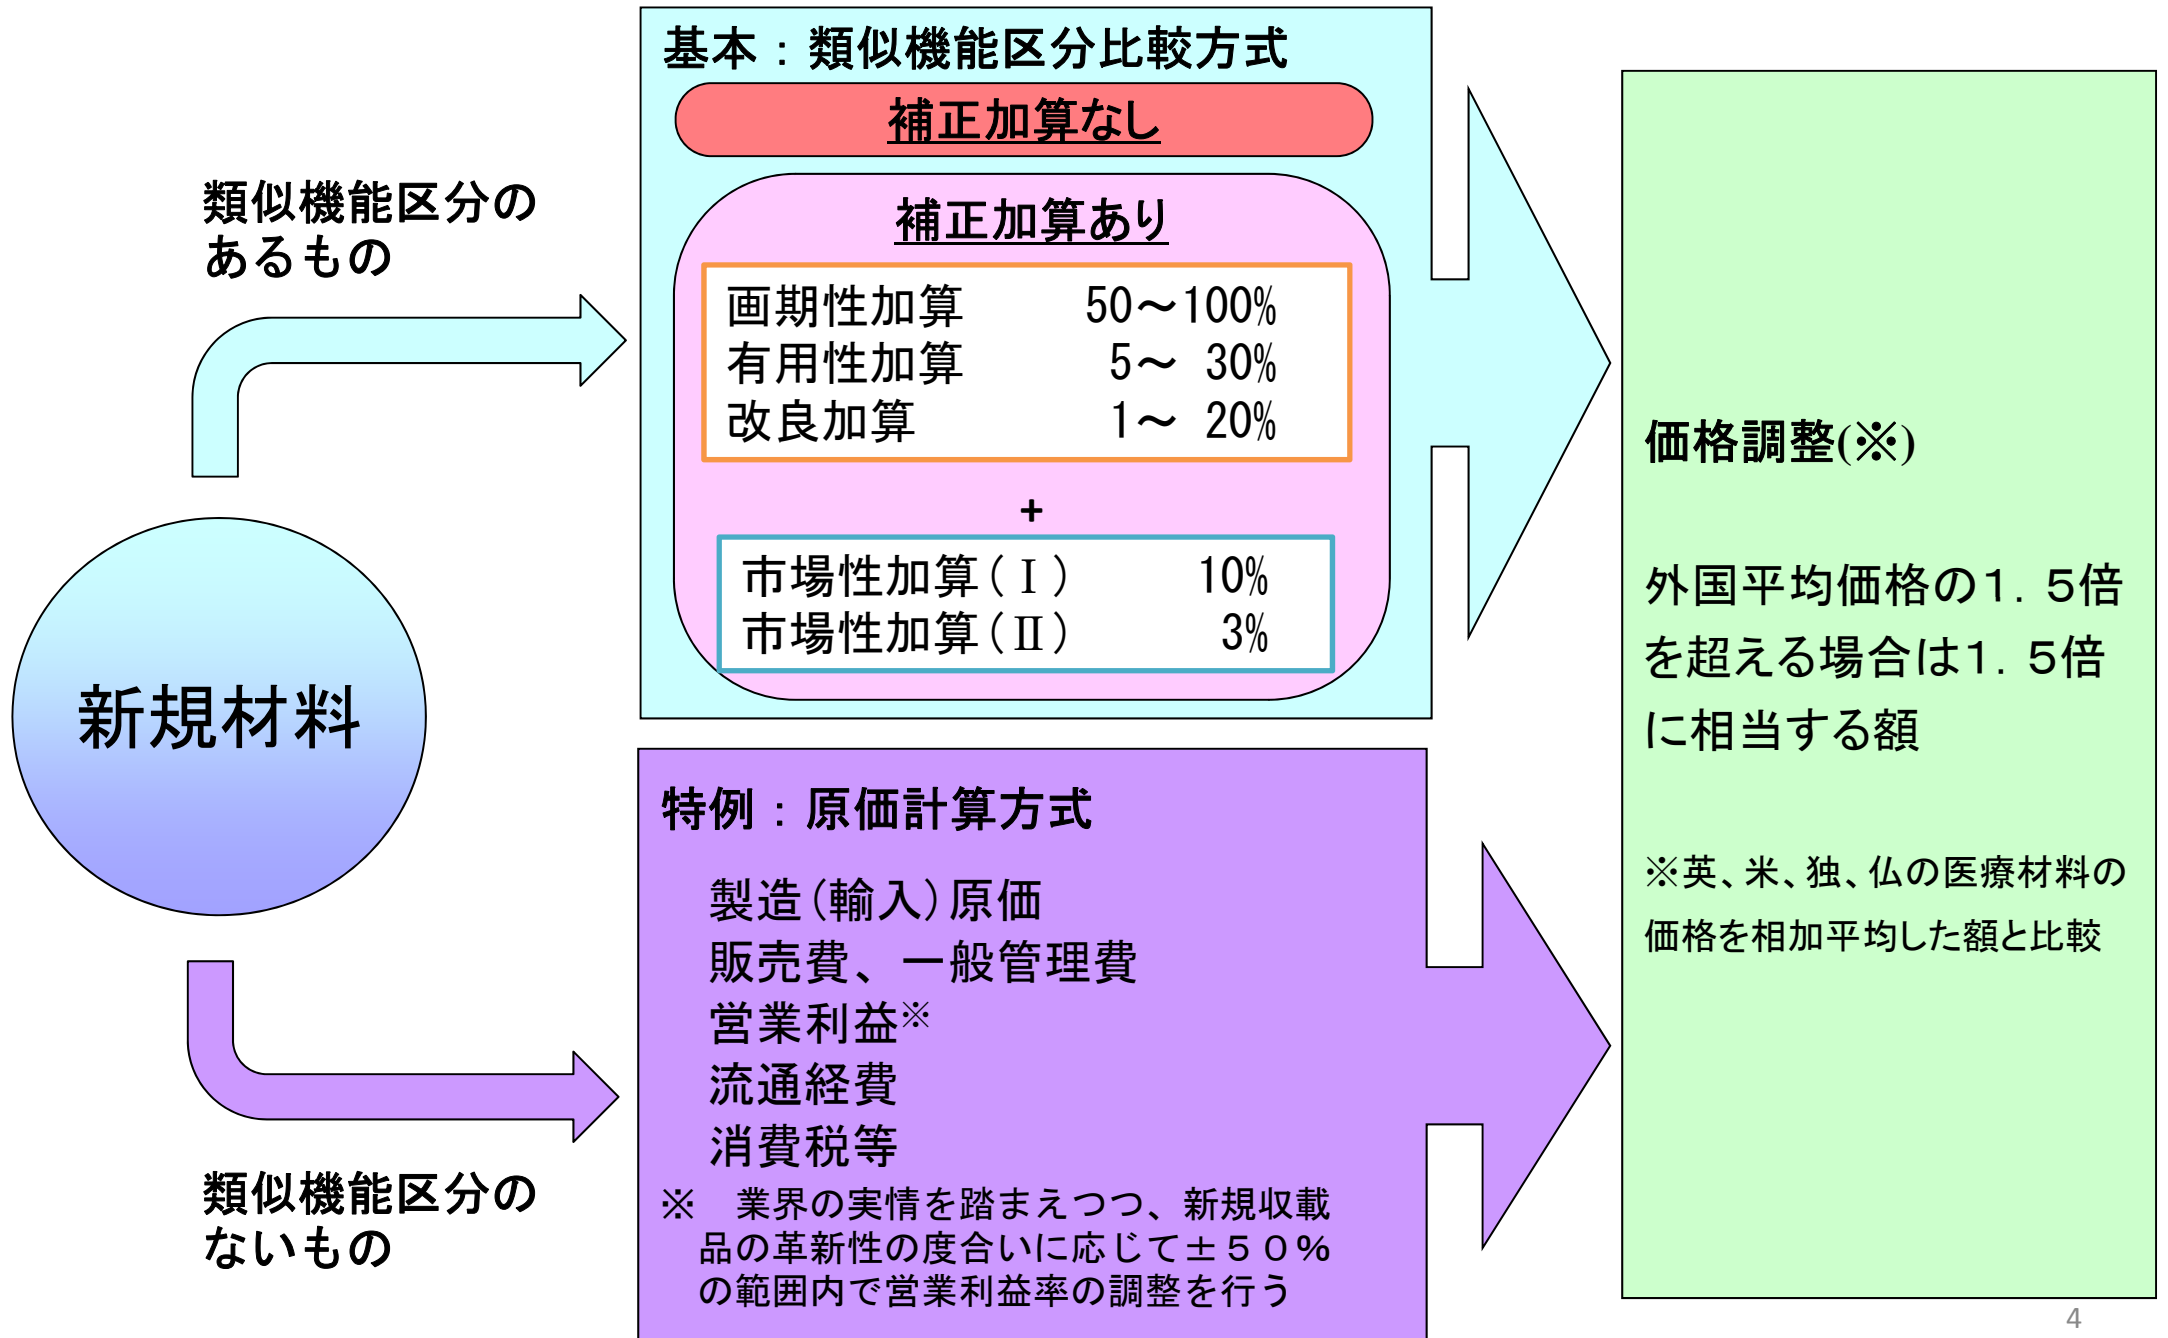 基本：類似機能区分比較方式
補正加算なし
補正加算あり
画期性加算 50～100%
有用性加算 5～ 30%
改良加算 1～ 20%
+
市場性加算(Ⅰ) 10%
市場性加算(Ⅱ) 3%
類似機能区分の
あるもの
新規材料
類似機能区分の
ないもの
特例：原価計算方式
製造(輸入)原価
販売費、一般管理費
営業利益※
流通経費
消費税等
※　業界の実情を踏まえつつ、新規収載
品の革新性の度合いに応じて±５０%
の範囲内で営業利益率の調整を行う
価格調整(※)
外国平均価格の１．５倍
を超える場合は１．５倍
に相当する額
※英、米、独、仏の医療材料の
価格を相加平均した額と比較
4